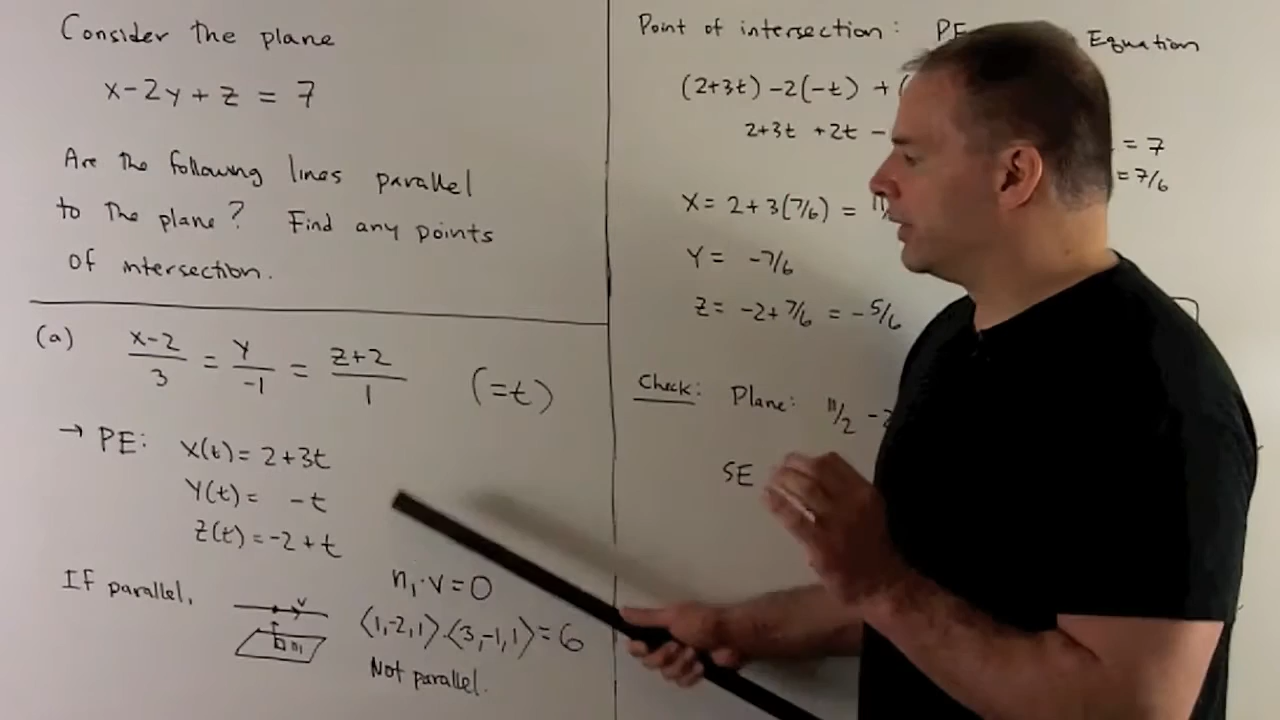 Consider the plane
x-2y+z = 7
Are the following lines parallel
to the plane? Find any points
of intersection.
(a) x-2/3 = y/-1 = z+2/1 (=t)
→ PE: x(t)= 2+3t
y(t)= -t
z(t)= -2+t
If parallel, v n₁
n₁·v=0
⟨1,-2,1⟩·⟨3,-1,1⟩=6
Not parallel.
Point of intersection: PE Equation
(2+3t) -2(-t) +(
2+3t +2t - = 7
= 7/6
x= 2+3(7/6) =
y= -7/6
z= -2+7/6 = -5/6
Check: Plane: 11/2 -2
SE